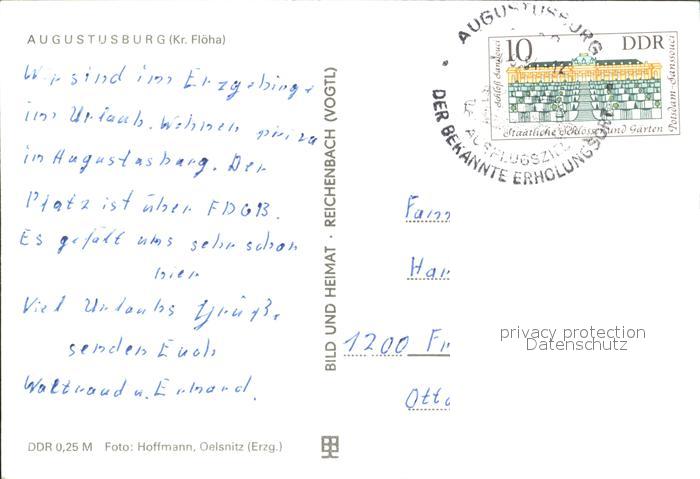 AUGUSTUSBURG (Kr. Flöha)
Wir sind im Erzgebirge
im Urlaub. Wohnen privat
in Augustusburg. Der
Platz ist über FDGB.
Es gefällt uns sehr schön
hier
Viel Urlaubs Grüße
senden Euch
Waltraud u. Erhard.
DDR 0,25 M Foto: Hoffmann, Oelsnitz (Erzg.)
BILD UND HEIMAT · REICHENBACH (VOGTL)
AUGUSTUSBURG
DER BEKANNTE ERHOLUNGSORT
AUSFLUGSZIEL
10 DDR
Schloß Sanssouci
Potsdam-Sanssouci
Staatliche Schlösser und Gärten
Fam
Har
1200 Fr
Otto
privacy protection
Datenschutz